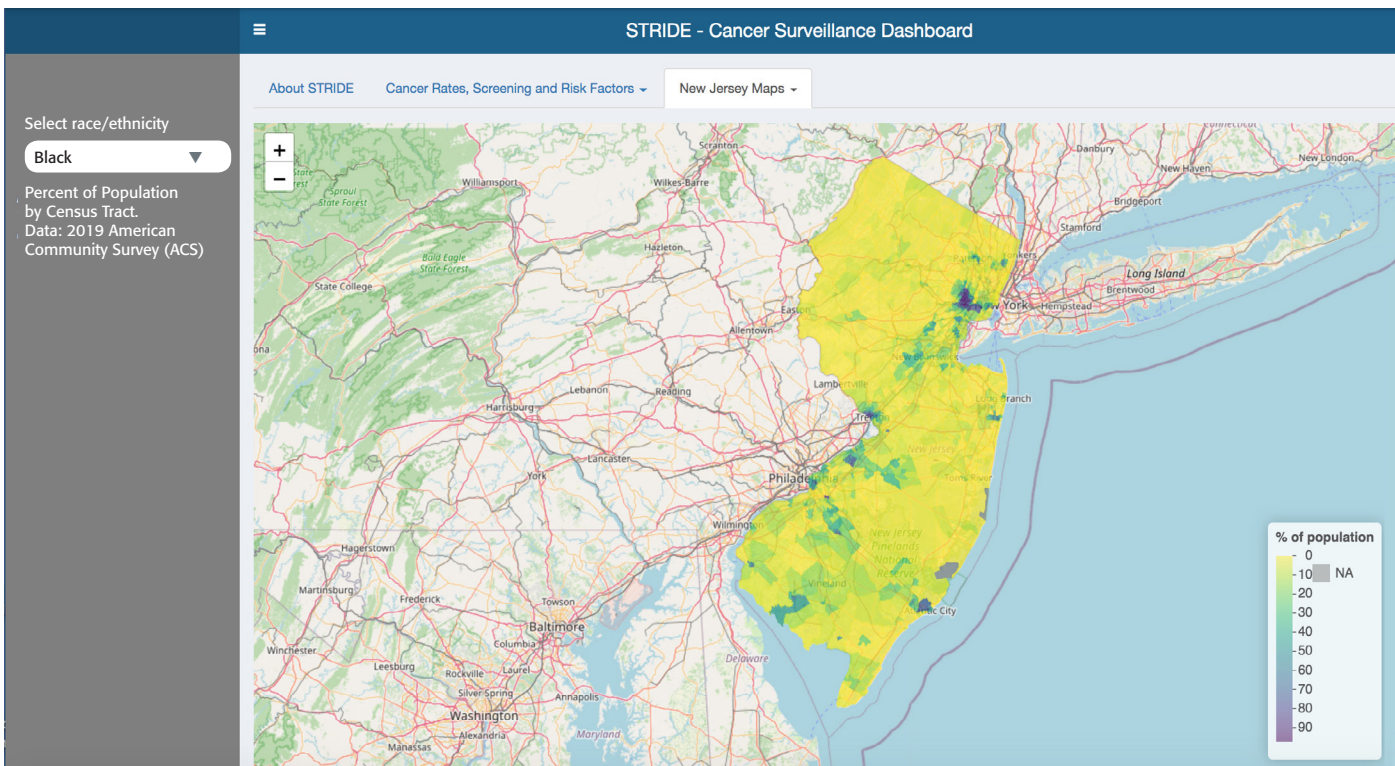 STRIDE - Cancer Surveillance Dashboard
About STRIDE
Cancer Rates, Screening and Risk Factors
New Jersey Maps
Select race/ethnicity
Black
Percent of Population
by Census Tract.
Data: 2019 American
Community Survey (ACS)
+
−
Connecticut
Scranton
Danbury
New London
New Haven
State
Sproul
State Forest
Williamsport
Wilkes-Barre
Bridgeport
Stamford
Hazleton
Bald Eagle
State Forest
Long Island
State College
Brentwood
York
Hempstead
Allentown
New Brunswick
Lebanon
Reading
Lambertville
Harrisburg
Long Branch
Trenton
Lancaster
New Jersey
York
Philadelphia
Toms River
Wilmington
New Jersey
Pinelands
National
Reserve
Hagerstown
Vineland
Martinsburg
Frederick
Towson
City
Baltimore
Columbia
Winchester
Leesburg
Rockville
Laurel
Delaware
Silver Spring
Annapolis
Washington
Alexandria
Maryland
Manassas
% of population
0
10
NA
20
30
40
50
60
70
80
90